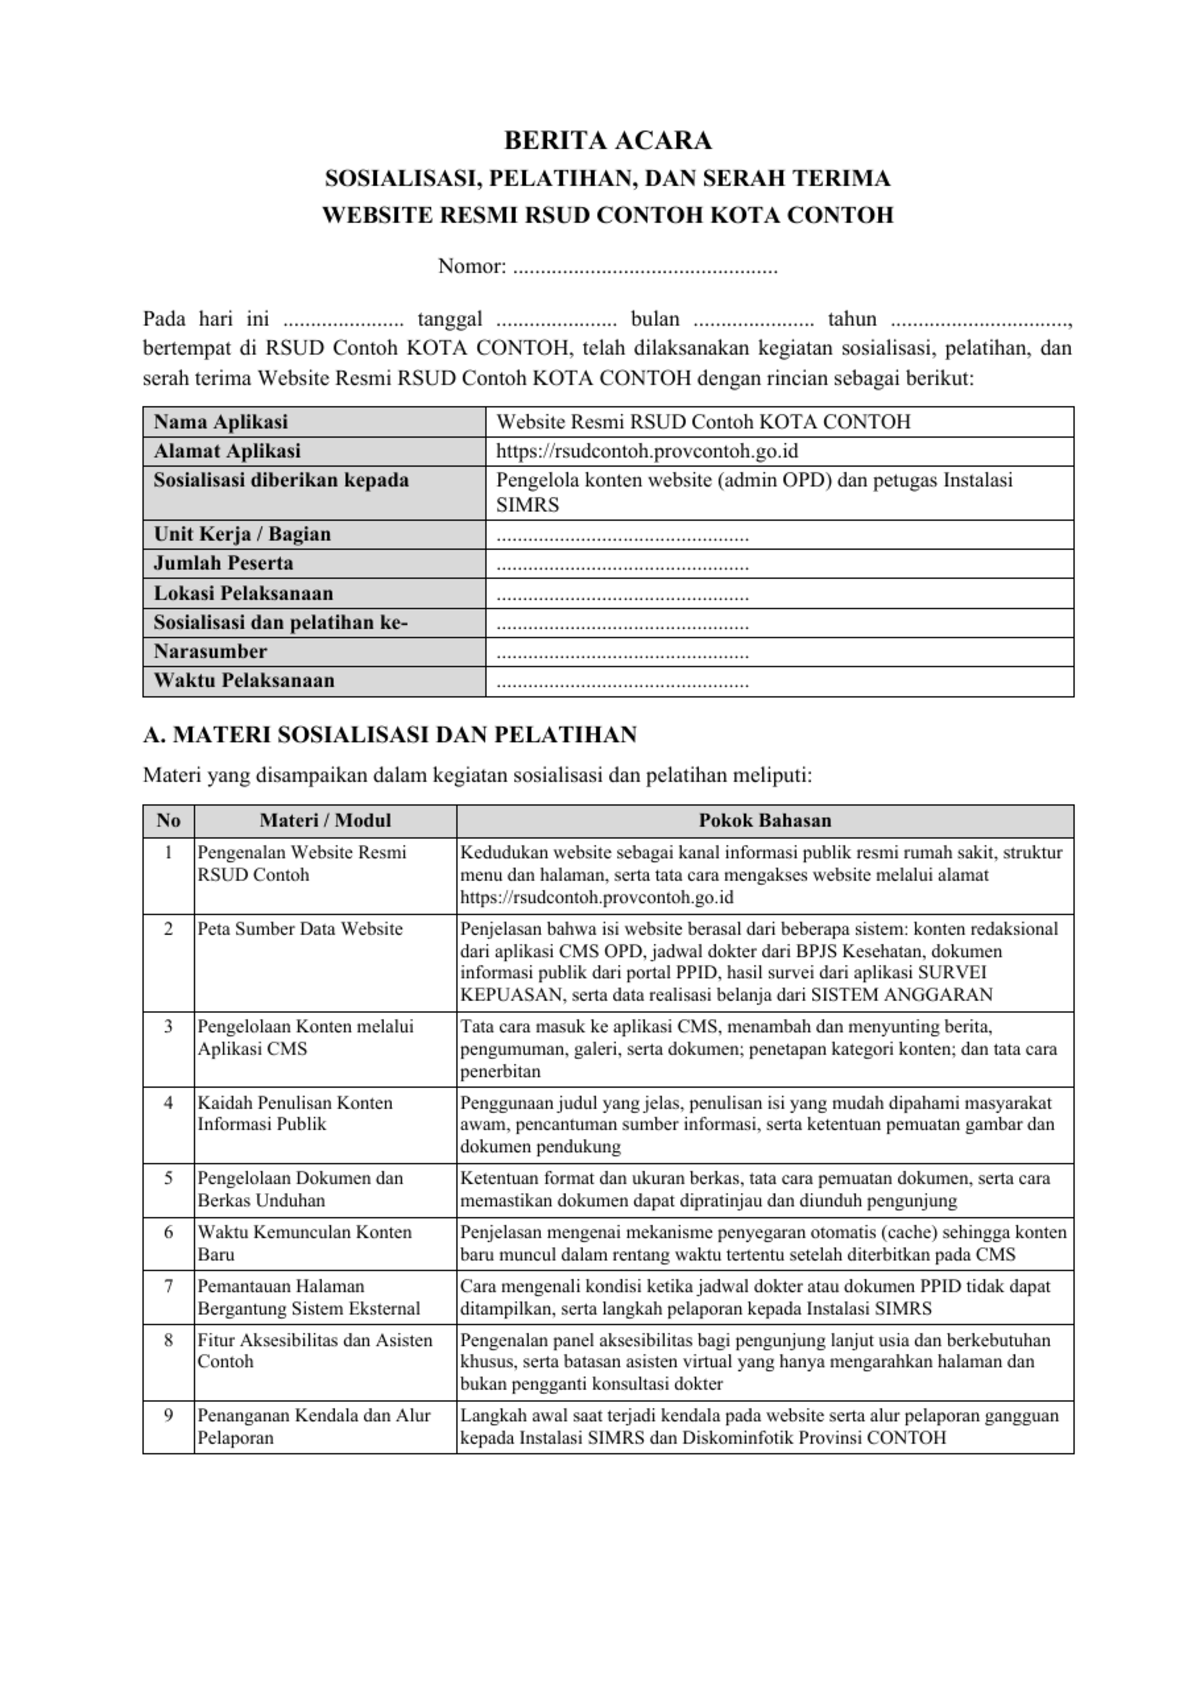 BERITA ACARA
SOSIALISASI, PELATIHAN, DAN SERAH TERIMA
WEBSITE RESMI RSUD CONTOH KOTA CONTOH
Nomor: ................................................
Pada hari ini ...................... tanggal ...................... bulan ...................... tahun ................................,
bertempat di RSUD Contoh KOTA CONTOH, telah dilaksanakan kegiatan sosialisasi, pelatihan, dan
serah terima Website Resmi RSUD Contoh KOTA CONTOH dengan rincian sebagai berikut:
Nama Aplikasi Website Resmi RSUD Contoh KOTA CONTOH
Alamat Aplikasi https://rsudcontoh.provcontoh.go.id
Sosialisasi diberikan kepada Pengelola konten website (admin OPD) dan petugas Instalasi
SIMRS
Unit Kerja / Bagian ................................................
Jumlah Peserta ................................................
Lokasi Pelaksanaan ................................................
Sosialisasi dan pelatihan ke- ................................................
Narasumber ................................................
Waktu Pelaksanaan ................................................
A. MATERI SOSIALISASI DAN PELATIHAN
Materi yang disampaikan dalam kegiatan sosialisasi dan pelatihan meliputi:
No Materi / Modul Pokok Bahasan
1 Pengenalan Website Resmi Kedudukan website sebagai kanal informasi publik resmi rumah sakit, struktur
RSUD Contoh menu dan halaman, serta tata cara mengakses website melalui alamat
https://rsudcontoh.provcontoh.go.id
2 Peta Sumber Data Website Penjelasan bahwa isi website berasal dari beberapa sistem: konten redaksional
dari aplikasi CMS OPD, jadwal dokter dari BPJS Kesehatan, dokumen
informasi publik dari portal PPID, hasil survei dari aplikasi SURVEI
KEPUASAN, serta data realisasi belanja dari SISTEM ANGGARAN
3 Pengelolaan Konten melalui Tata cara masuk ke aplikasi CMS, menambah dan menyunting berita,
Aplikasi CMS pengumuman, galeri, serta dokumen; penetapan kategori konten; dan tata cara
penerbitan
4 Kaidah Penulisan Konten Penggunaan judul yang jelas, penulisan isi yang mudah dipahami masyarakat
Informasi Publik awam, pencantuman sumber informasi, serta ketentuan pemuatan gambar dan
dokumen pendukung
5 Pengelolaan Dokumen dan Ketentuan format dan ukuran berkas, tata cara pemuatan dokumen, serta cara
Berkas Unduhan memastikan dokumen dapat dipratinjau dan diunduh pengunjung
6 Waktu Kemunculan Konten Penjelasan mengenai mekanisme penyegaran otomatis (cache) sehingga konten
Baru baru muncul dalam rentang waktu tertentu setelah diterbitkan pada CMS
7 Pemantauan Halaman Cara mengenali kondisi ketika jadwal dokter atau dokumen PPID tidak dapat
Bergantung Sistem Eksternal ditampilkan, serta langkah pelaporan kepada Instalasi SIMRS
8 Fitur Aksesibilitas dan Asisten Pengenalan panel aksesibilitas bagi pengunjung lanjut usia dan berkebutuhan
Contoh khusus, serta batasan asisten virtual yang hanya mengarahkan halaman dan
bukan pengganti konsultasi dokter
9 Penanganan Kendala dan Alur Langkah awal saat terjadi kendala pada website serta alur pelaporan gangguan
Pelaporan kepada Instalasi SIMRS dan Diskominfotik Provinsi CONTOH